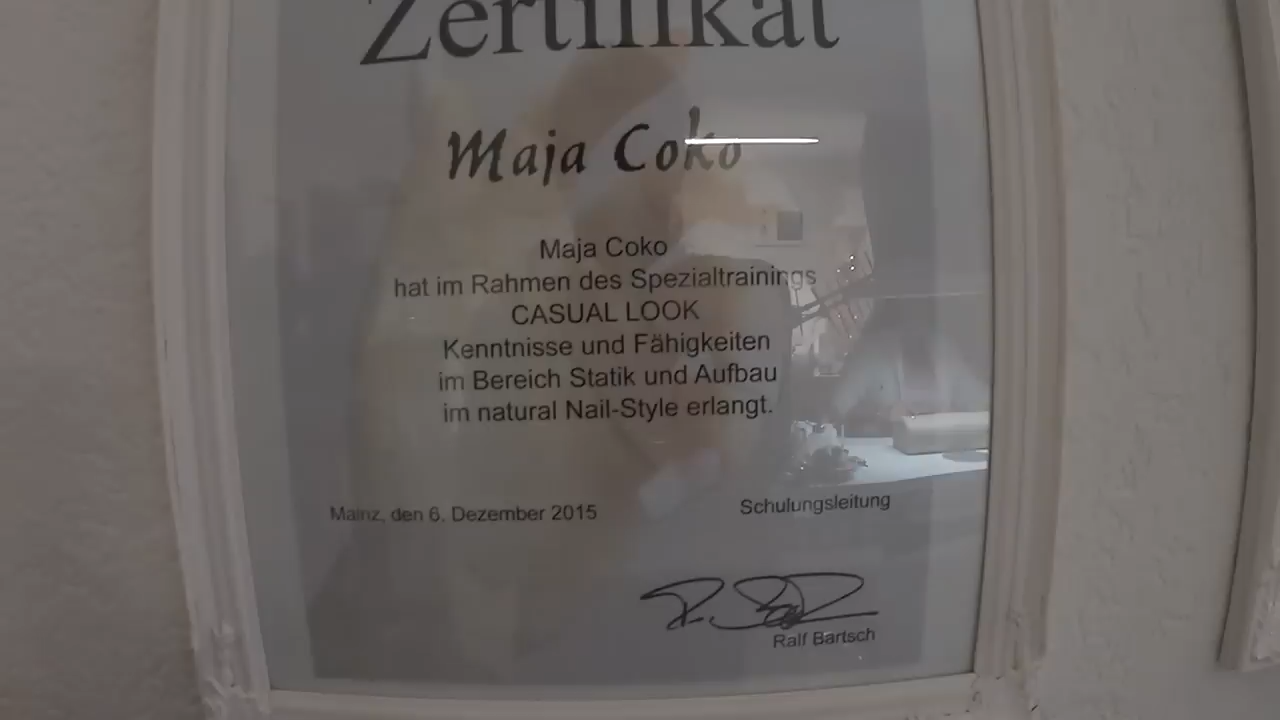 Zertifikat
Maja Coko
Maja Coko
hat im Rahmen des Spezialtrainings
CASUAL LOOK
Kenntnisse und Fähigkeiten
im Bereich Statik und Aufbau
im natural Nail-Style erlangt.
Mainz, den 6. Dezember 2015
Schulungsleitung
Ralf Bartsch